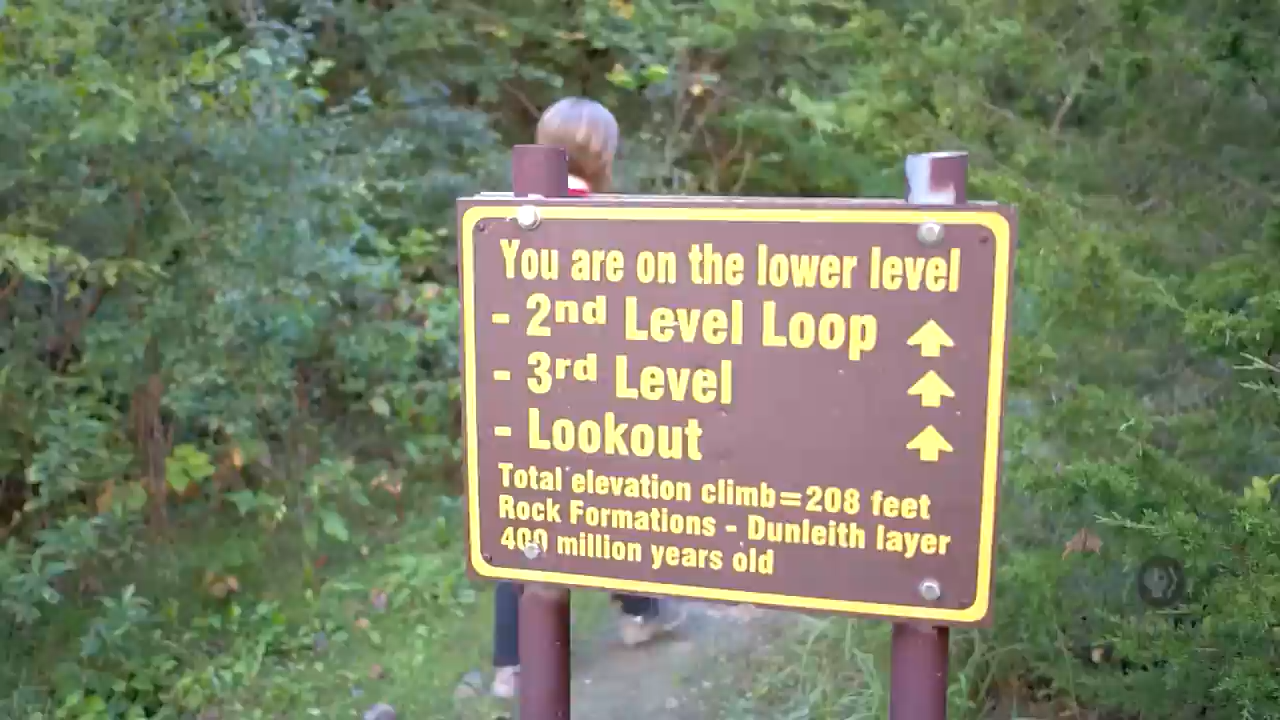 You are on the lower level
- 2nd Level Loop
- 3rd Level
- Lookout
Total elevation climb=208 feet
Rock Formations - Dunleith layer
400 million years old